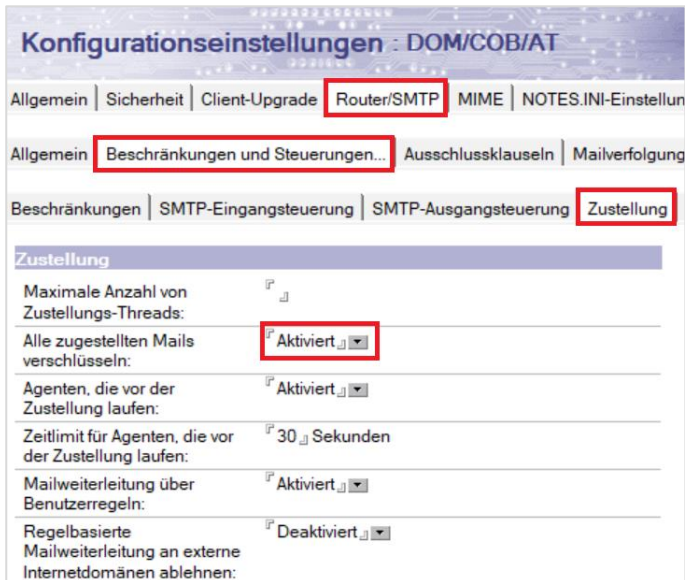 Konfigurationseinstellungen : DOM/COB/AT
Allgemein | Sicherheit | Client-Upgrade | Router/SMTP | MIME | NOTES.INI-Einstellun
Allgemein | Beschränkungen und Steuerungen... | Ausschlussklauseln | Mailverfolgung
Beschränkungen | SMTP-Eingangsteuerung | SMTP-Ausgangsteuerung | Zustellung
Zustellung
Maximale Anzahl von
Zustellungs-Threads:
Alle zugestellten Mails
verschlüsseln:
Aktiviert
Agenten, die vor der
Zustellung laufen:
Aktiviert
Zeitlimit für Agenten, die vor
der Zustellung laufen:
30 Sekunden
Mailweiterleitung über
Benutzerregeln:
Aktiviert
Regelbasierte
Mailweiterleitung an externe
Internetdomänen ablehnen:
Deaktiviert